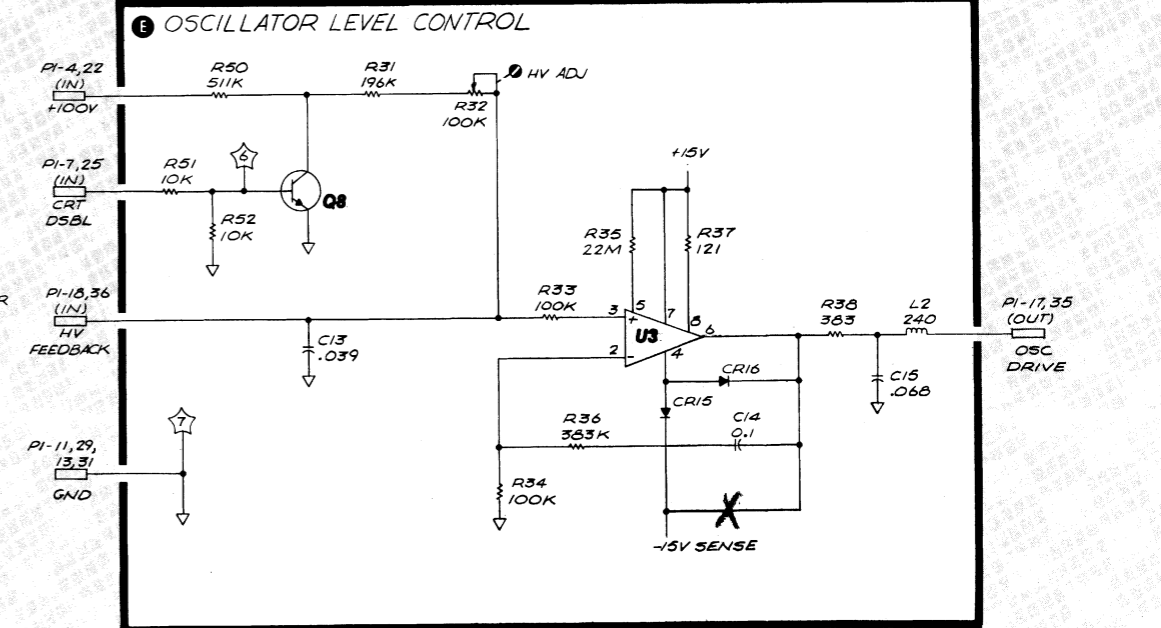 E OSCILLATOR LEVEL CONTROL
P1-4,22
(IN)
+100V
R50
511K
R31
196K
R32
100K
HV ADJ
P1-7,25
(IN)
CRT
DSBL
R51
10K
6
R52
10K
Q8
+15V
R35
22M
R37
121
P1-18,36
(IN)
HV
FEEDBACK
C13
.039
R33
100K
3
+
5
7
8
U3
6
2
-
4
R38
383
L2
240
P1-17,35
(OUT)
OSC
DRIVE
C15
.068
CR16
CR15
C14
0.1
R36
383K
R34
100K
7
P1-11,29,
13,31
GND
-15V SENSE